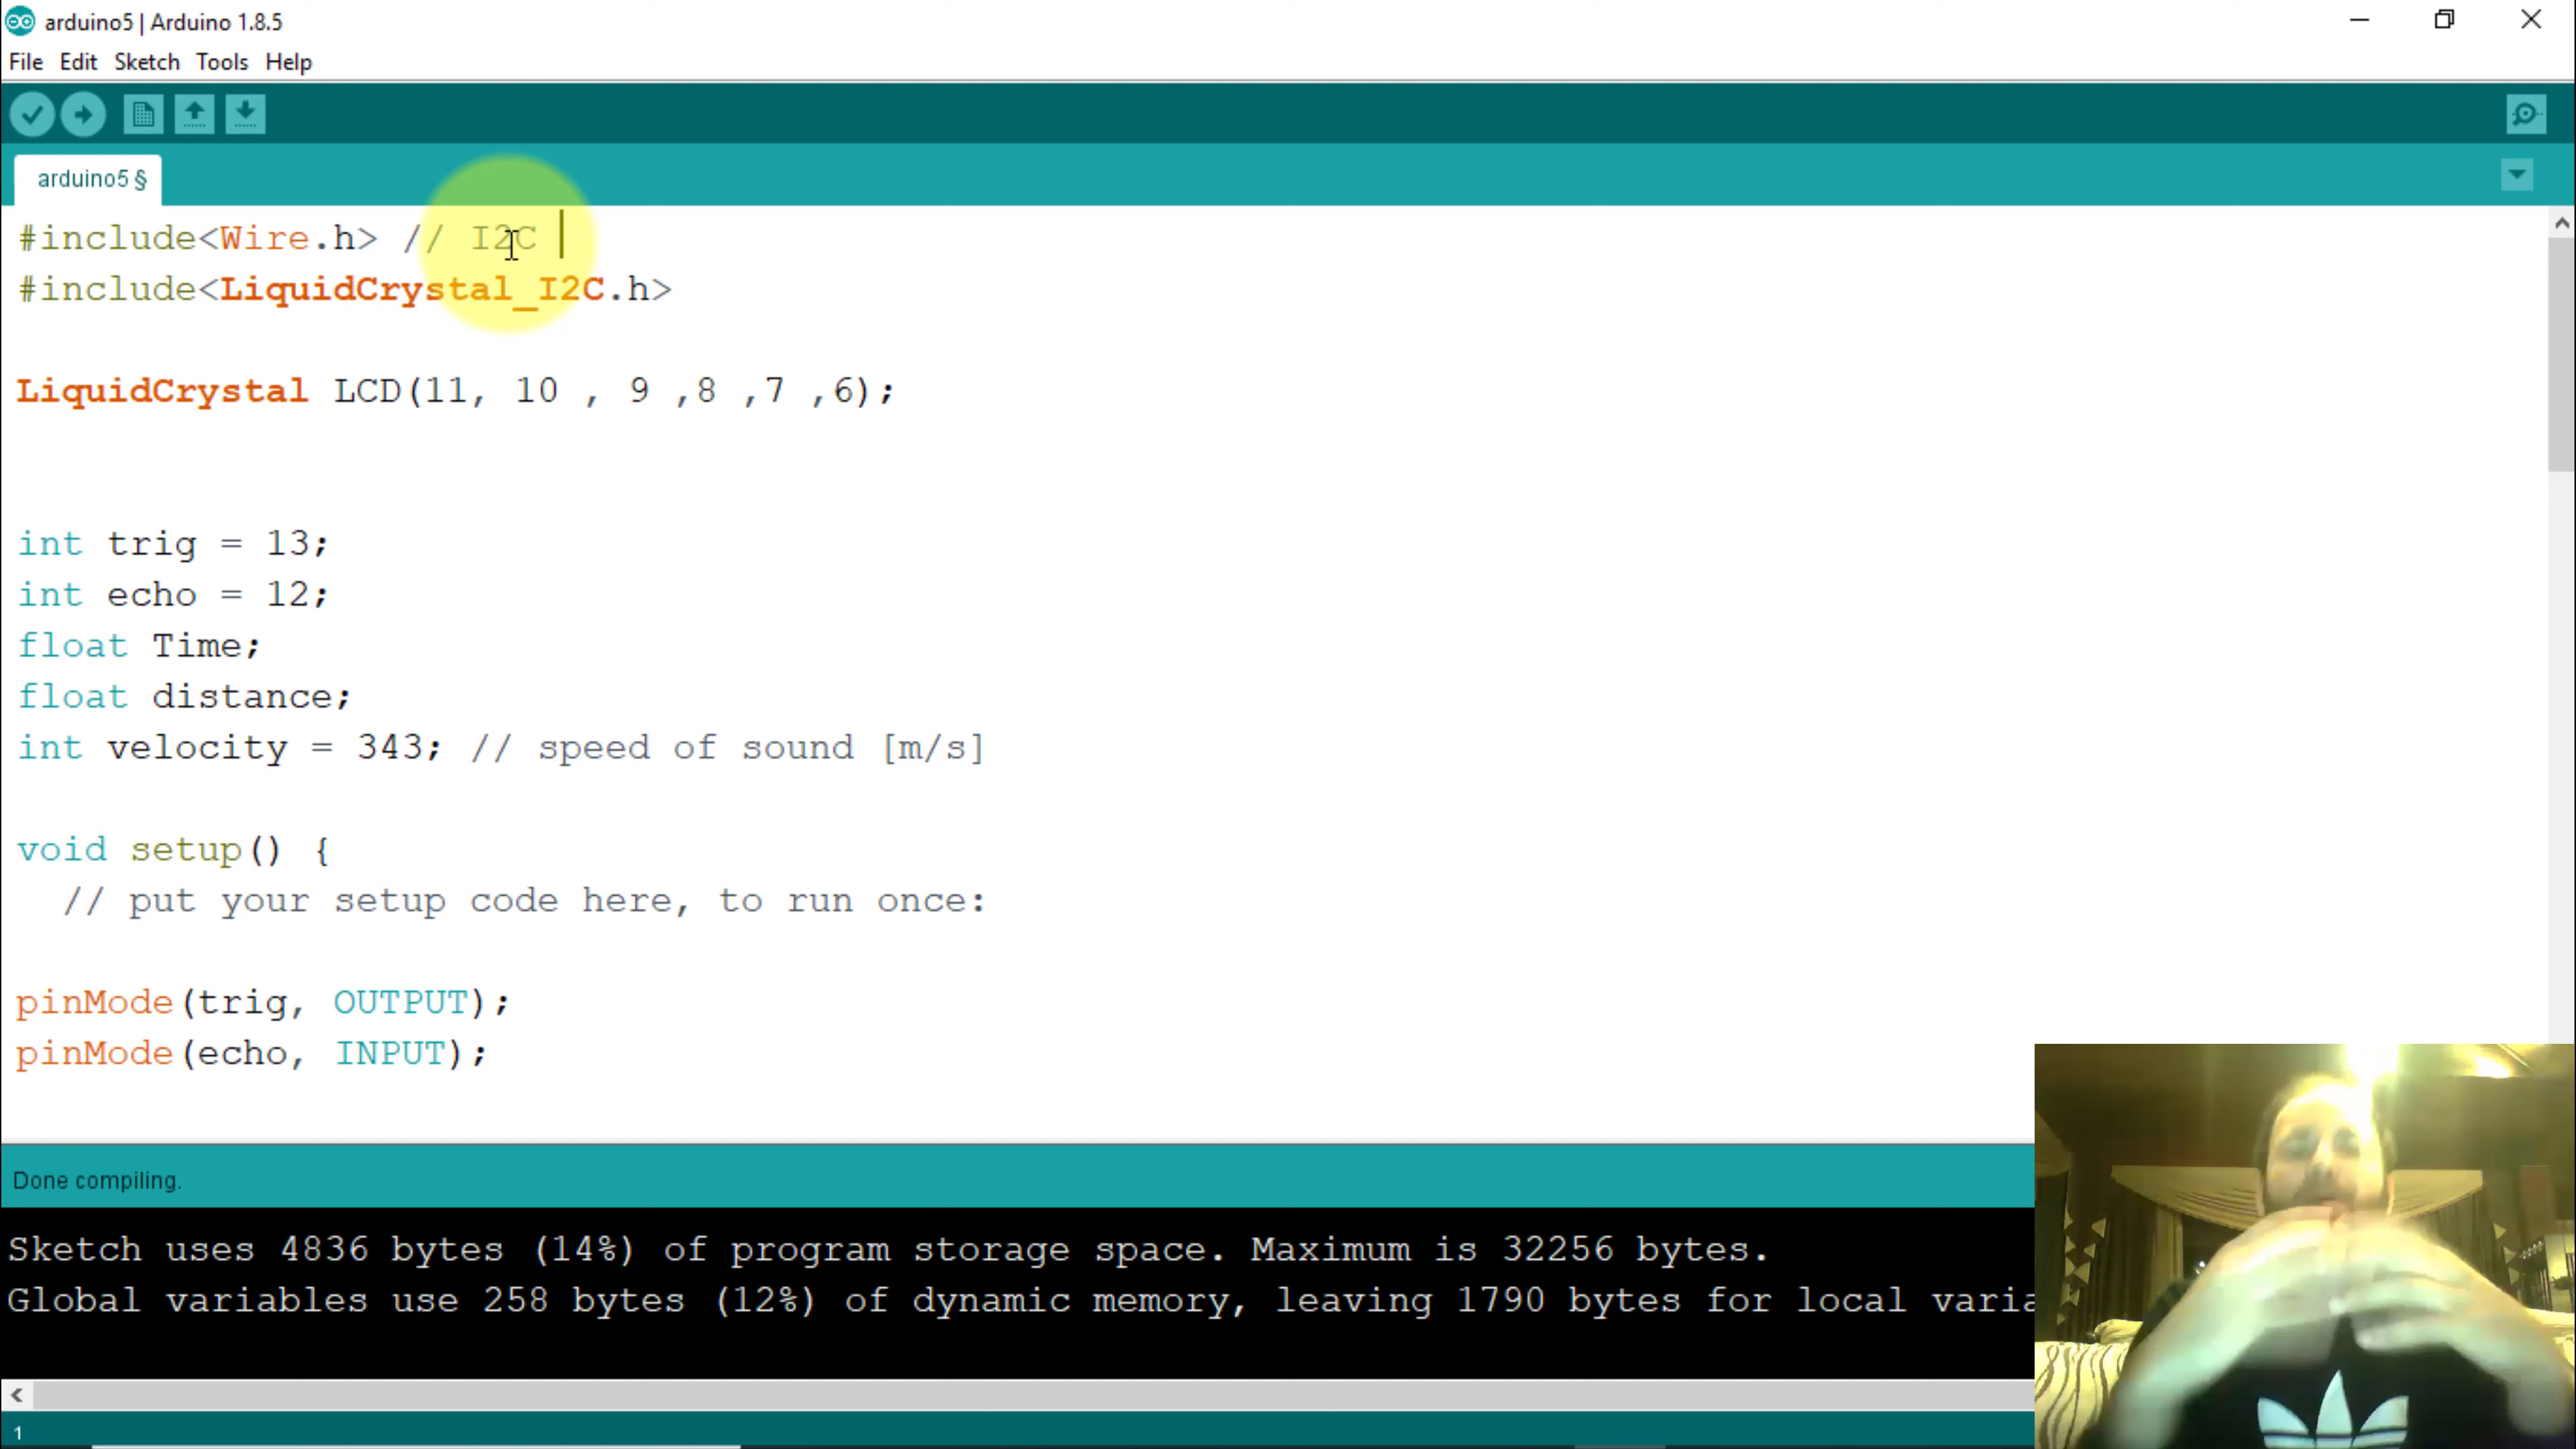 arduino5 | Arduino 1.8.5
File Edit Sketch Tools Help
arduino5 §
#include<Wire.h> // I2C
#include<LiquidCrystal_I2C.h>
LiquidCrystal LCD(11, 10 , 9 ,8 ,7 ,6);
int trig = 13;
int echo = 12;
float Time;
float distance;
int velocity = 343; // speed of sound [m/s]
void setup() {
// put your setup code here, to run once:
pinMode(trig, OUTPUT);
pinMode(echo, INPUT);
Done compiling.
Sketch uses 4836 bytes (14%) of program storage space. Maximum is 32256 bytes.
Global variables use 258 bytes (12%) of dynamic memory, leaving 1790 bytes for local varia
1